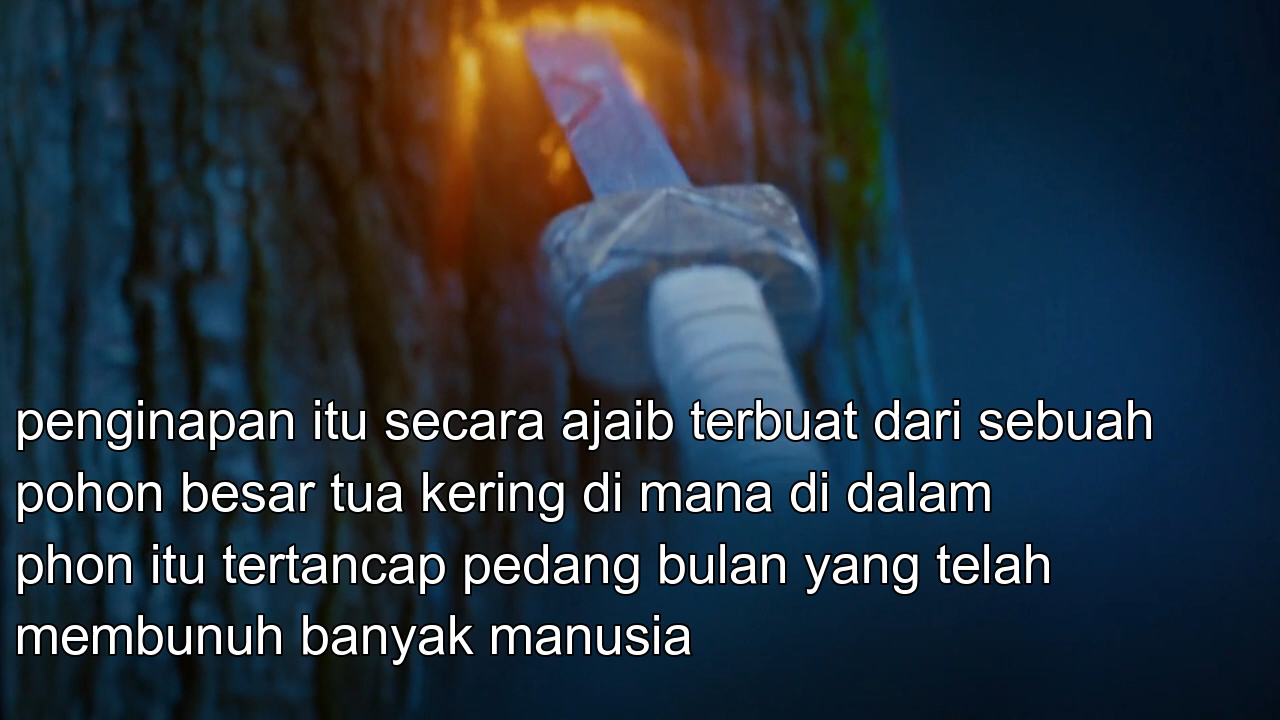 penginapan itu secara ajaib terbuat dari sebuah
pohon besar tua kering di mana di dalam
phon itu tertancap pedang bulan yang telah
membunuh banyak manusia